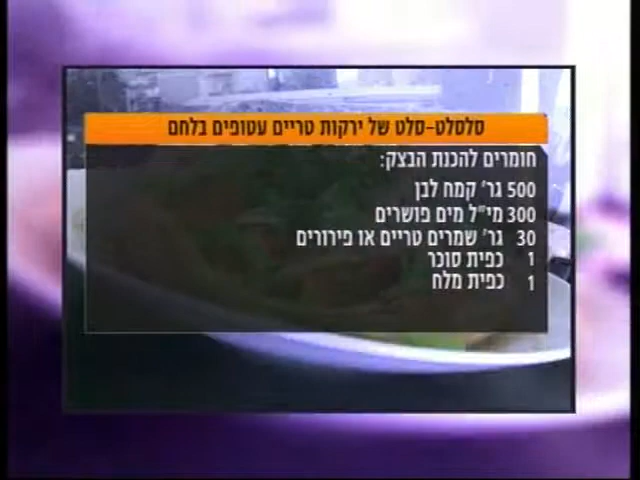 סלסלט-סלט של ירקות טריים עטופים בלחם
חומרים להכנת הבצק:
500 גר' קמח לבן
300 מי"ל מים פושרים
30 גר' שמרים טריים או פירורים
1 כפית סוכר
1 כפית מלח